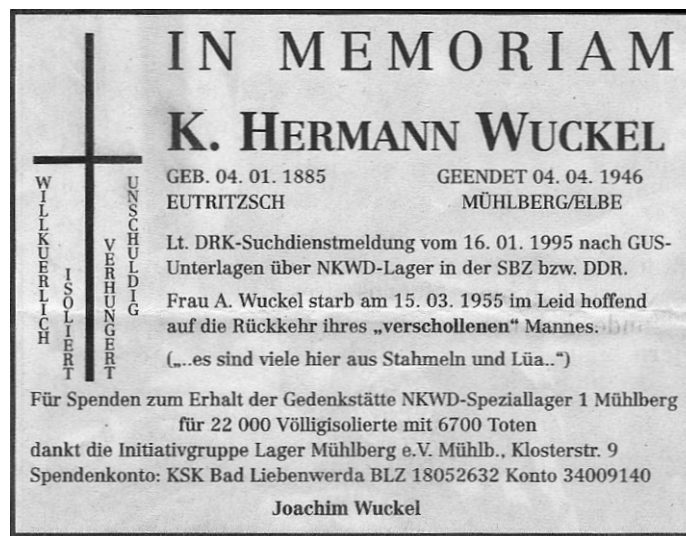 IN MEMORIAM
K. HERMANN WUCKEL
GEB. 04. 01. 1885 GEENDET 04. 04. 1946
EUTRITZSCH MÜHLBERG/ELBE
WILLKUERLICH
ISOLIERT
VERHUNGERT
UNSCHULDIG
Lt. DRK-Suchdienstmeldung vom 16. 01. 1995 nach GUS-
Unterlagen über NKWD-Lager in der SBZ bzw. DDR.
Frau A. Wuckel starb am 15. 03. 1955 im Leid hoffend
auf die Rückkehr ihres „verschollenen“ Mannes.
(„..es sind viele hier aus Stahmeln und Lüa..“)
Für Spenden zum Erhalt der Gedenkstätte NKWD-Speziallager 1 Mühlberg
für 22 000 Völligisolierte mit 6700 Toten
dankt die Initiativgruppe Lager Mühlberg e.V. Mühlb., Klosterstr. 9
Spendenkonto: KSK Bad Liebenwerda BLZ 18052632 Konto 34009140
Joachim Wuckel